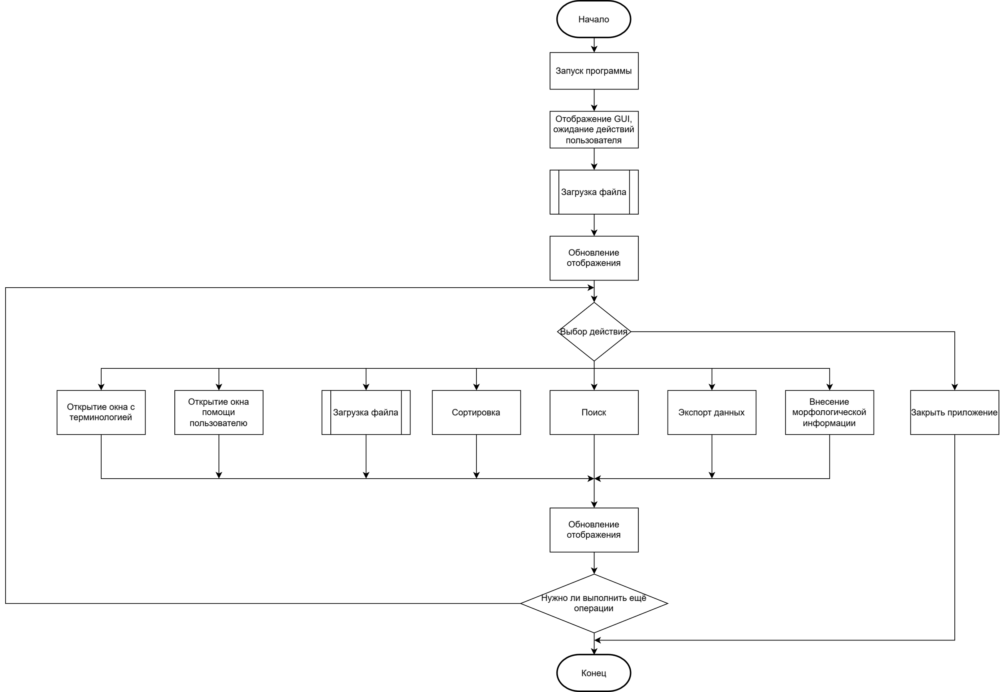 Начало
Запуск программы
Отображение GUI,
ожидание действий
пользователя
Загрузка файла
Обновление
отображения
Выбор действия
Открытие окна с
терминологией
Открытие окна
помощи
пользователю
Загрузка файла
Сортировка
Поиск
Экспорт данных
Внесение
морфологической
информации
Закрыть приложение
Обновление
отображения
Нужно ли выполнить ещё
операции
Конец